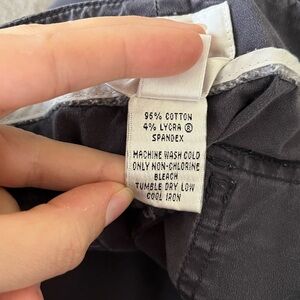 96% COTTON
4% LYCRA ®
SPANDEX
MACHINE WASH COLD
ONLY NON-CHLORINE
BLEACH
TUMBLE DRY LOW
COOL IRON